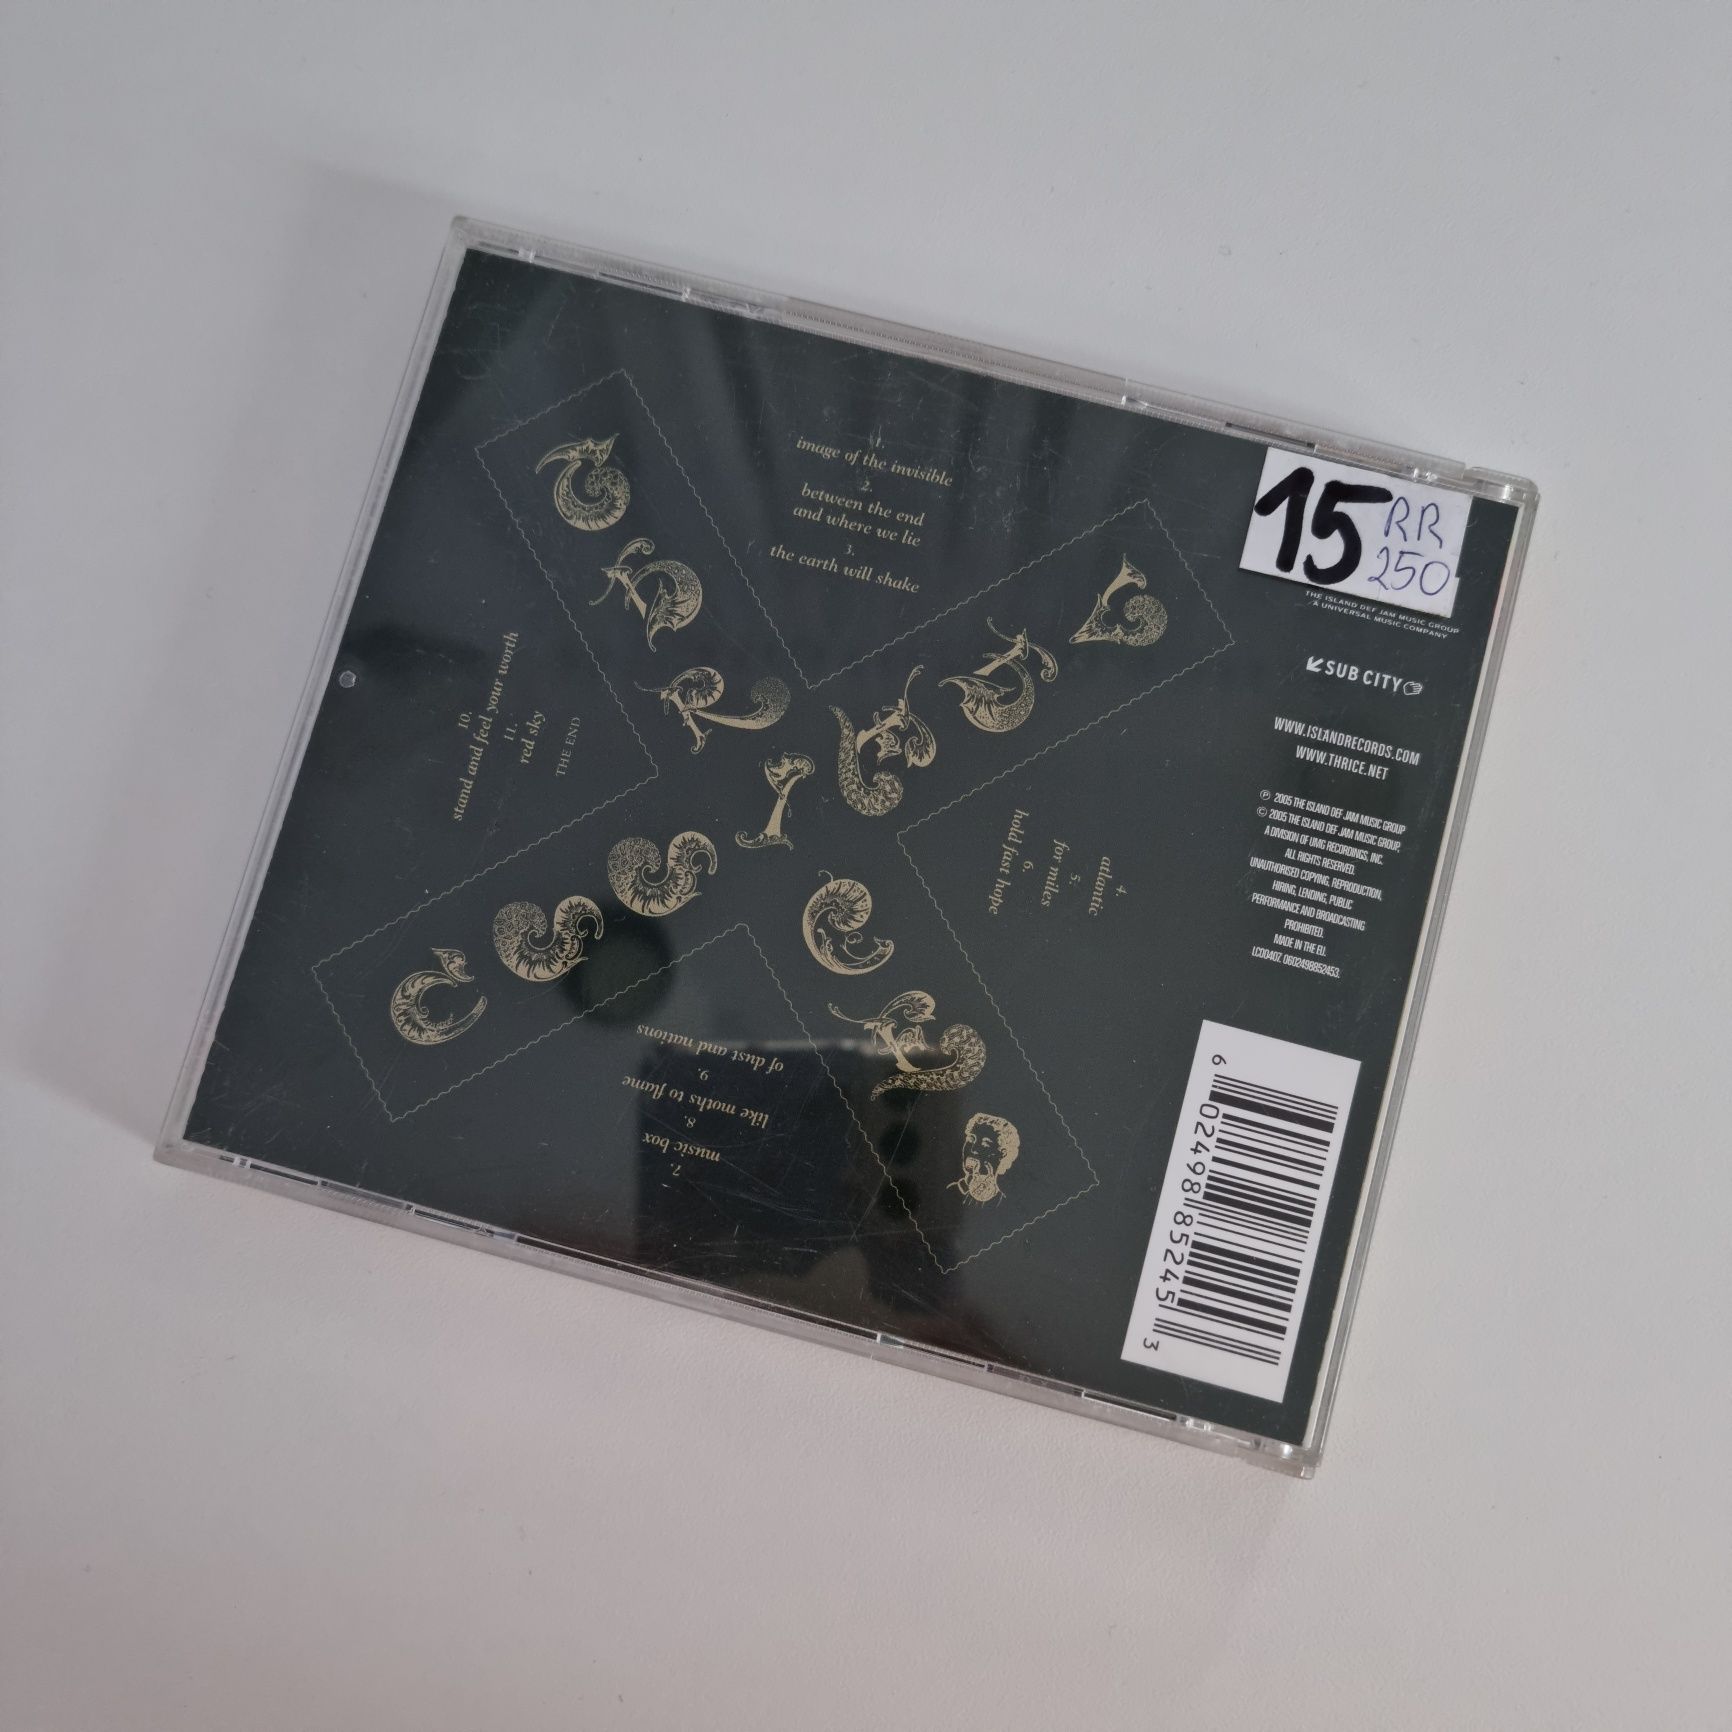 1.
image of the invisible
2.
between the end
and where we lie
3.
the earth will shake
4.
atlantic
5.
for miles
6.
hold fast hope
7.
music box
8.
like moths to flame
9.
of dust and nations
10.
stand and feel your worth
11.
red sky
THE END
THRICE
VHEISSU
15 RR
250
THE ISLAND DEF JAM MUSIC GROUP
A UNIVERSAL MUSIC COMPANY
SUB CITY
WWW.ISLANDRECORDS.COM
WWW.THRICE.NET
℗ 2005 THE ISLAND DEF JAM MUSIC GROUP
© 2005 THE ISLAND DEF JAM MUSIC GROUP,
A DIVISION OF UMG RECORDINGS, INC.
ALL RIGHTS RESERVED.
UNAUTHORISED COPYING, REPRODUCTION,
HIRING, LENDING, PUBLIC
PERFORMANCE AND BROADCASTING
PROHIBITED.
MADE IN THE EU.
LC00407. 0602498852453.
6 02498 85245 3